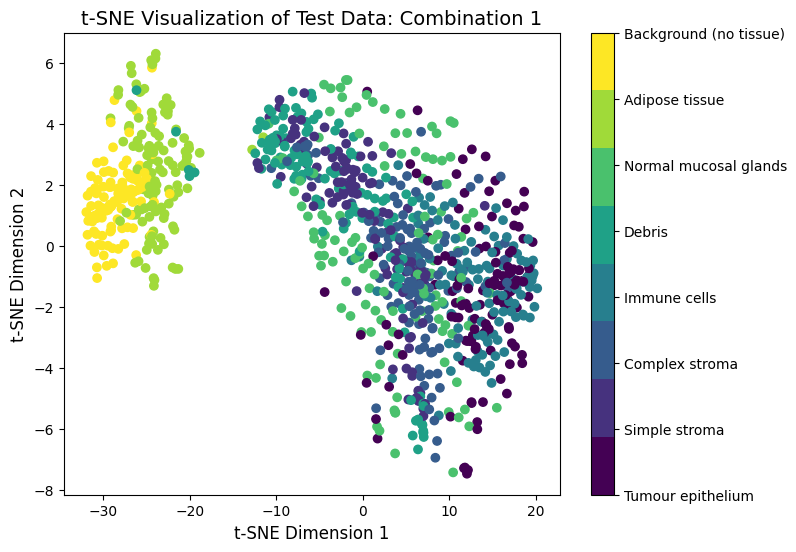 t-SNE Visualization of Test Data: Combination 1
t-SNE Dimension 2
6
4
2
0
−2
−4
−6
−8
−30
−20
−10
0
10
20
t-SNE Dimension 1
Background (no tissue)
Adipose tissue
Normal mucosal glands
Debris
Immune cells
Complex stroma
Simple stroma
Tumour epithelium